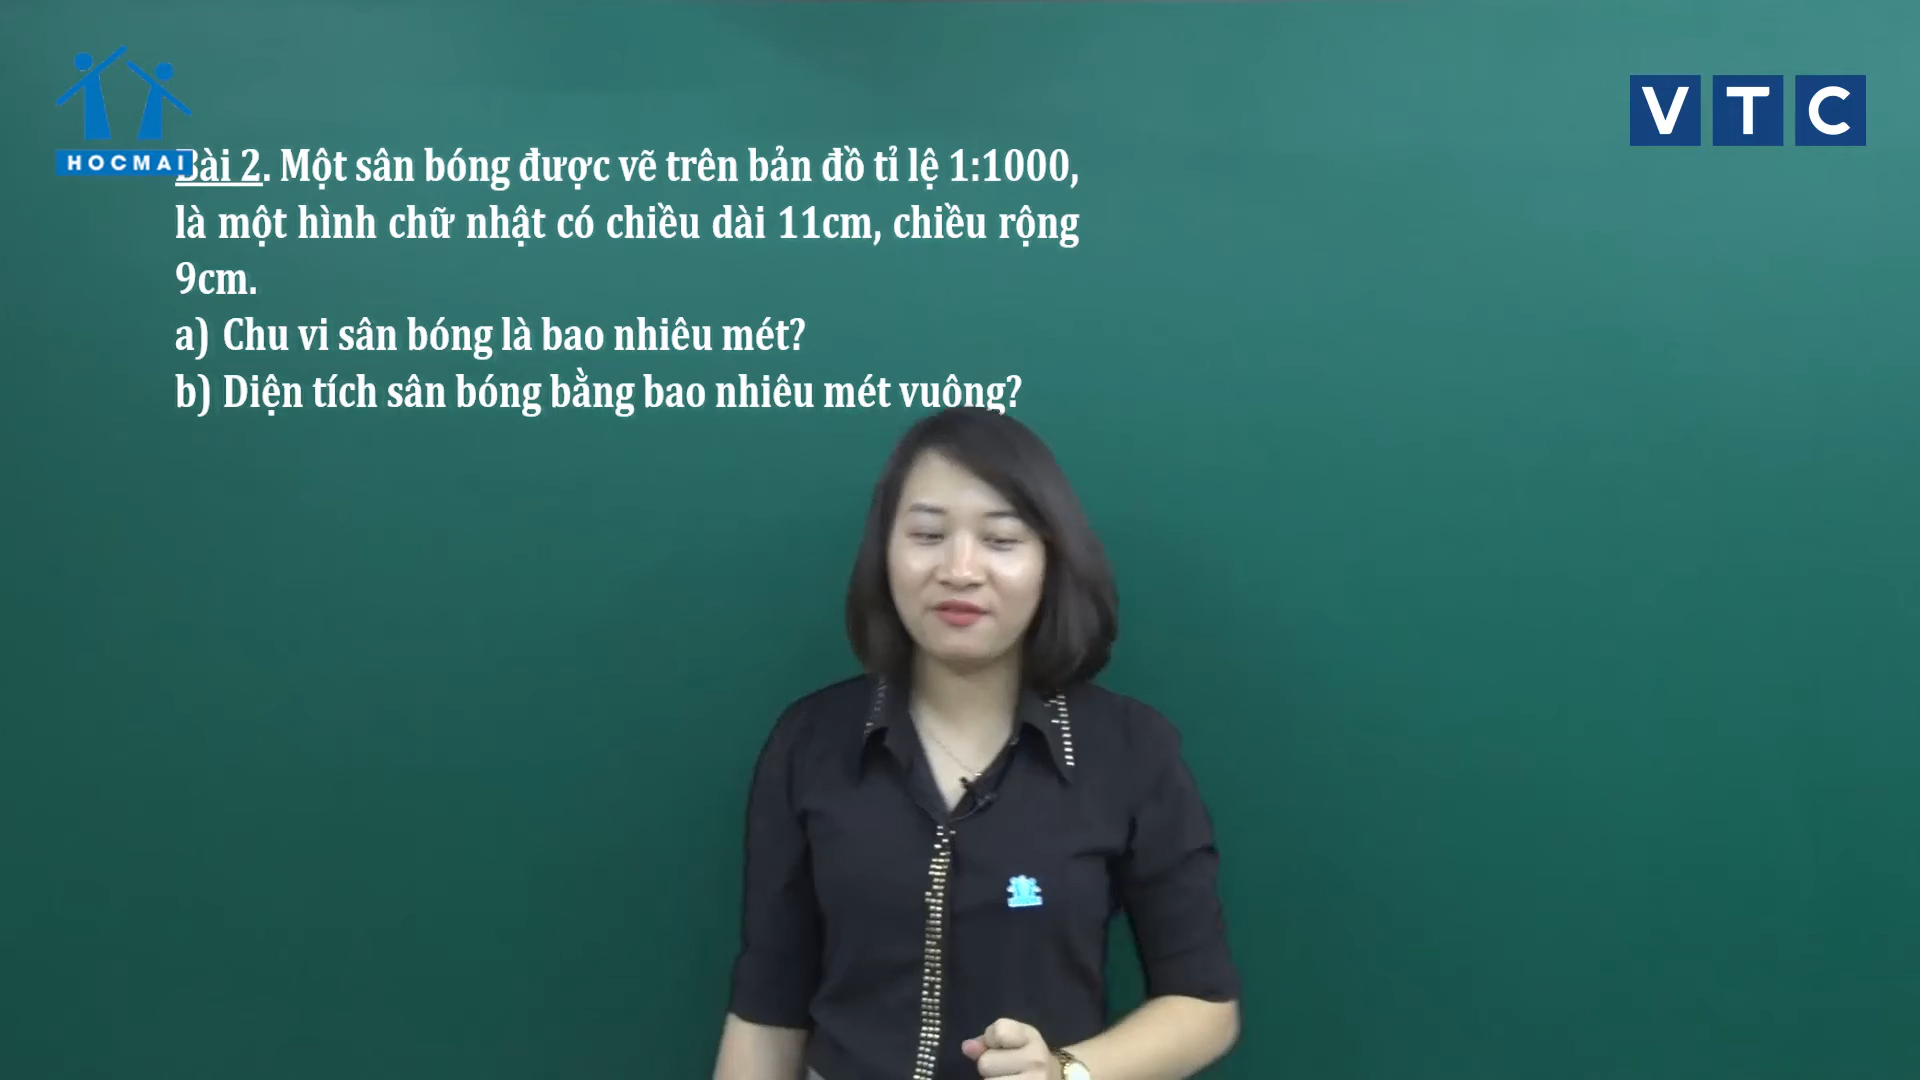 HOCMAI
VTC
Bài 2. Một sân bóng được vẽ trên bản đồ tỉ lệ 1:1000,
là một hình chữ nhật có chiều dài 11cm, chiều rộng
9cm.
a) Chu vi sân bóng là bao nhiêu mét?
b) Diện tích sân bóng bằng bao nhiêu mét vuông?